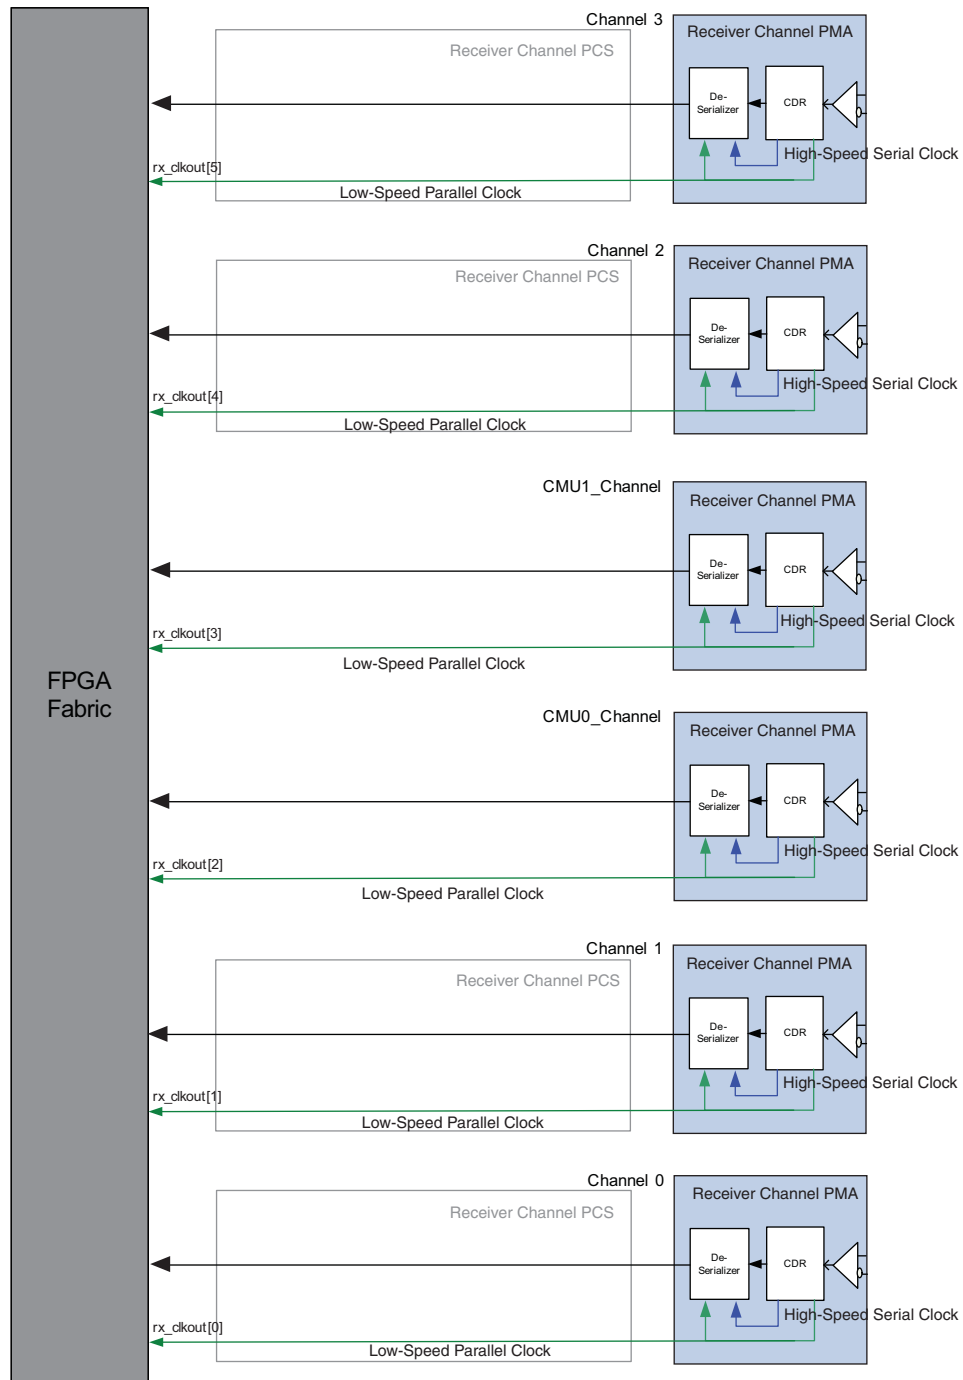 Channel 3
Receiver Channel PMA
Receiver Channel PCS
De-
Serializer
CDR
High-Speed Serial Clock
rx_clkout[5]
Low-Speed Parallel Clock
Channel 2
Receiver Channel PMA
Receiver Channel PCS
De-
Serializer
CDR
High-Speed Serial Clock
rx_clkout[4]
Low-Speed Parallel Clock
CMU1_Channel
Receiver Channel PMA
De-
Serializer
CDR
High-Speed Serial Clock
rx_clkout[3]
Low-Speed Parallel Clock
FPGA
Fabric
CMU0_Channel
Receiver Channel PMA
De-
Serializer
CDR
High-Speed Serial Clock
rx_clkout[2]
Low-Speed Parallel Clock
Channel 1
Receiver Channel PMA
Receiver Channel PCS
De-
Serializer
CDR
High-Speed Serial Clock
rx_clkout[1]
Low-Speed Parallel Clock
Channel 0
Receiver Channel PMA
Receiver Channel PCS
De-
Serializer
CDR
High-Speed Serial Clock
rx_clkout[0]
Low-Speed Parallel Clock